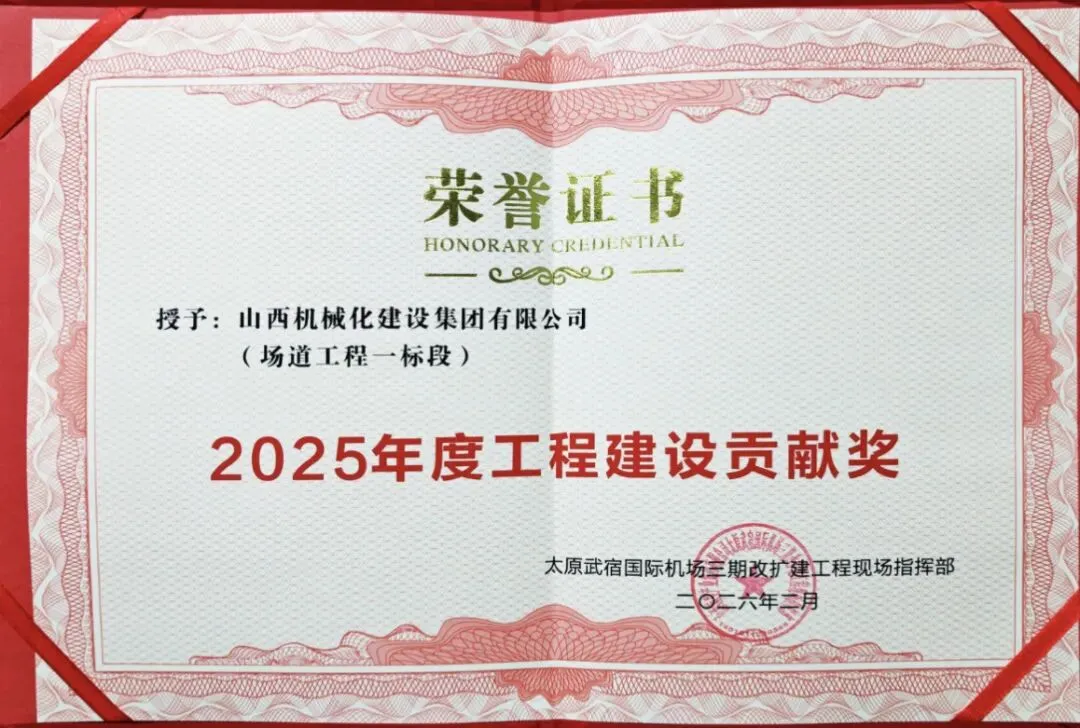 荣誉证书
HONORARY CREDENTIAL
授予：山西机械化建设集团有限公司
（场道工程一标段）
2025年度工程建设贡献奖
太原武宿国际机场三期改扩建工程现场指挥部
二〇二六年二月